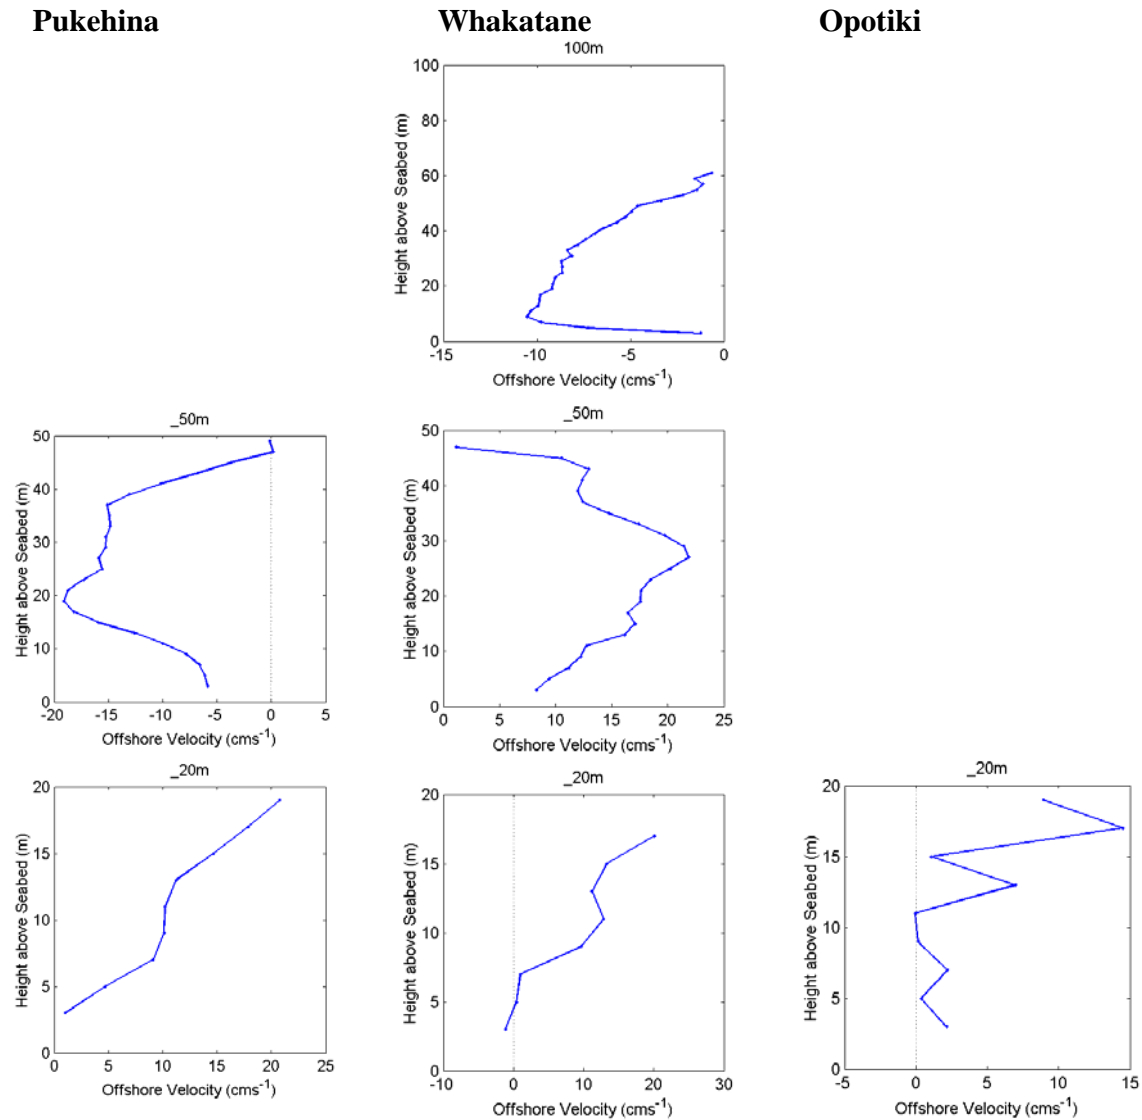 Pukehina Whakatane Opotiki
100m
100
80
60
40
20
0
Height above Seabed (m)
-15 -10 -5 0
Offshore Velocity (cms-1)
_50m
50
40
30
20
10
0
Height above Seabed (m)
-20 -15 -10 -5 0 5
Offshore Velocity (cms-1)
_50m
50
40
30
20
10
0
Height above Seabed (m)
0 5 10 15 20 25
Offshore Velocity (cms-1)
_20m
20
15
10
5
0
Height above Seabed (m)
0 5 10 15 20 25
Offshore Velocity (cms-1)
_20m
20
15
10
5
0
Height above Seabed (m)
-10 0 10 20 30
Offshore Velocity (cms-1)
_20m
20
15
10
5
0
Height above Seabed (m)
-5 0 5 10 15
Offshore Velocity (cms-1)